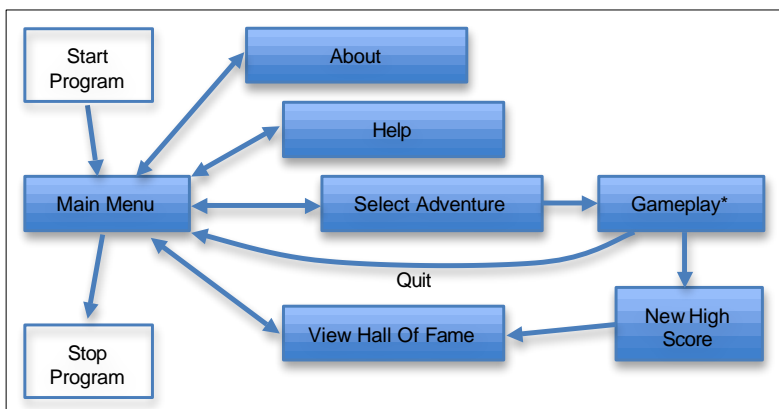 Start
Program
About
Help
Main Menu
Select Adventure
Gameplay*
Quit
View Hall Of Fame
New High
Score
Stop
Program